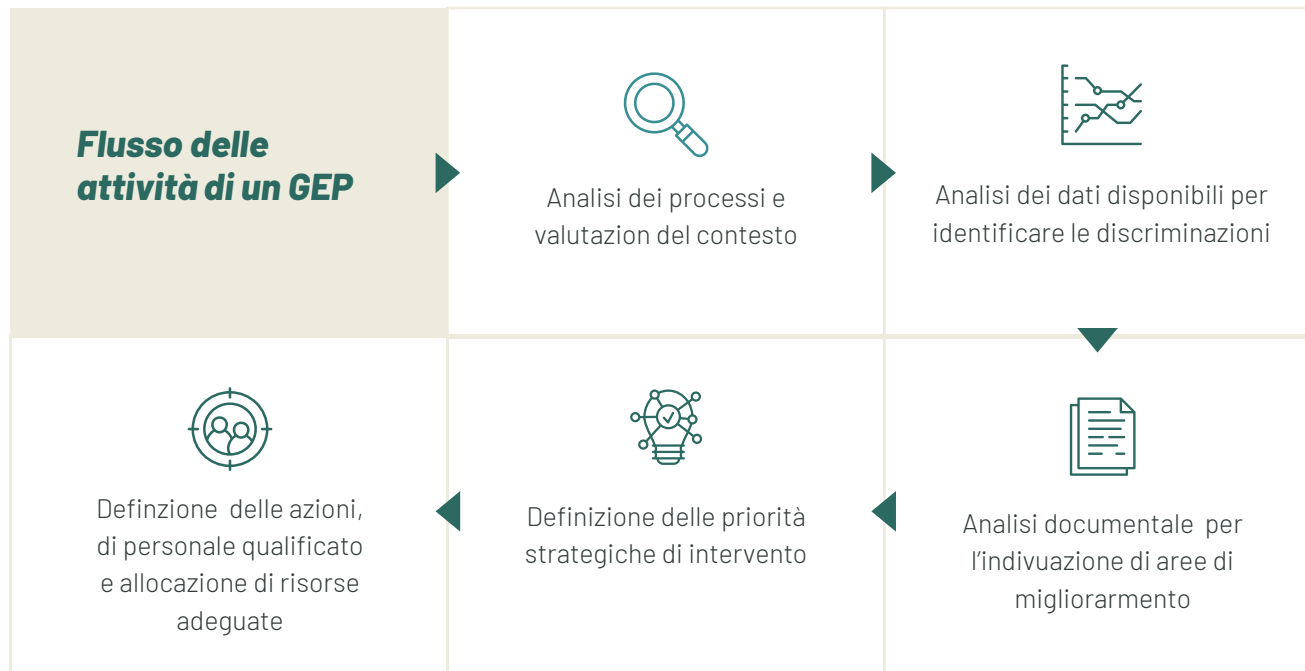 Flusso delle
attività di un GEP
Analisi dei processi e
valutazion del contesto
Analisi dei dati disponibili per
identificare le discriminazioni
Analisi documentale per
l'indivuazione di aree di
migliorarmento
Definizione delle priorità
strategiche di intervento
Definzione delle azioni,
di personale qualificato
e allocazione di risorse
adeguate